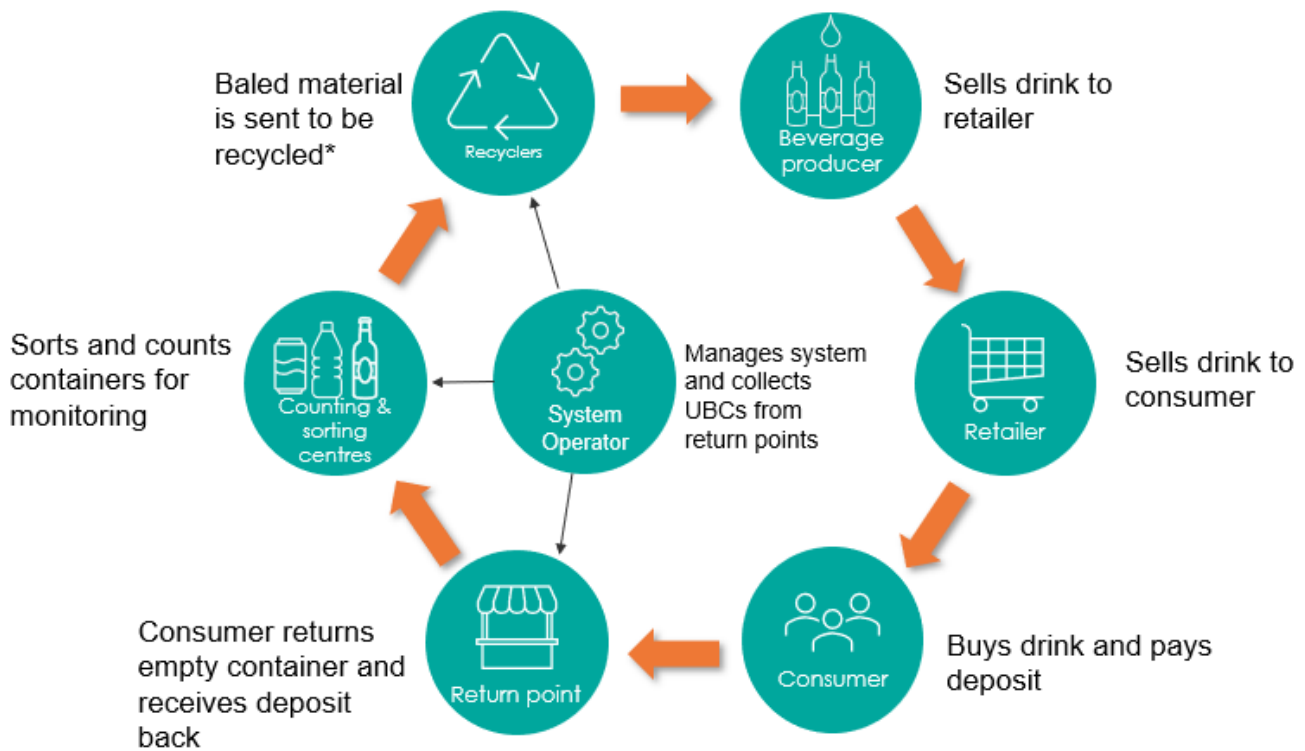 Baled material
is sent to be
recycled*
Recyclers
Beverage
producer
Sells drink to
retailer
Sorts and counts
containers for
monitoring
Counting &
sorting
centres
System
Operator
Manages system
and collects
UBCs from
return points
Retailer
Sells drink to
consumer
Consumer returns
empty container and
receives deposit
back
Return point
Consumer
Buys drink and pays
deposit